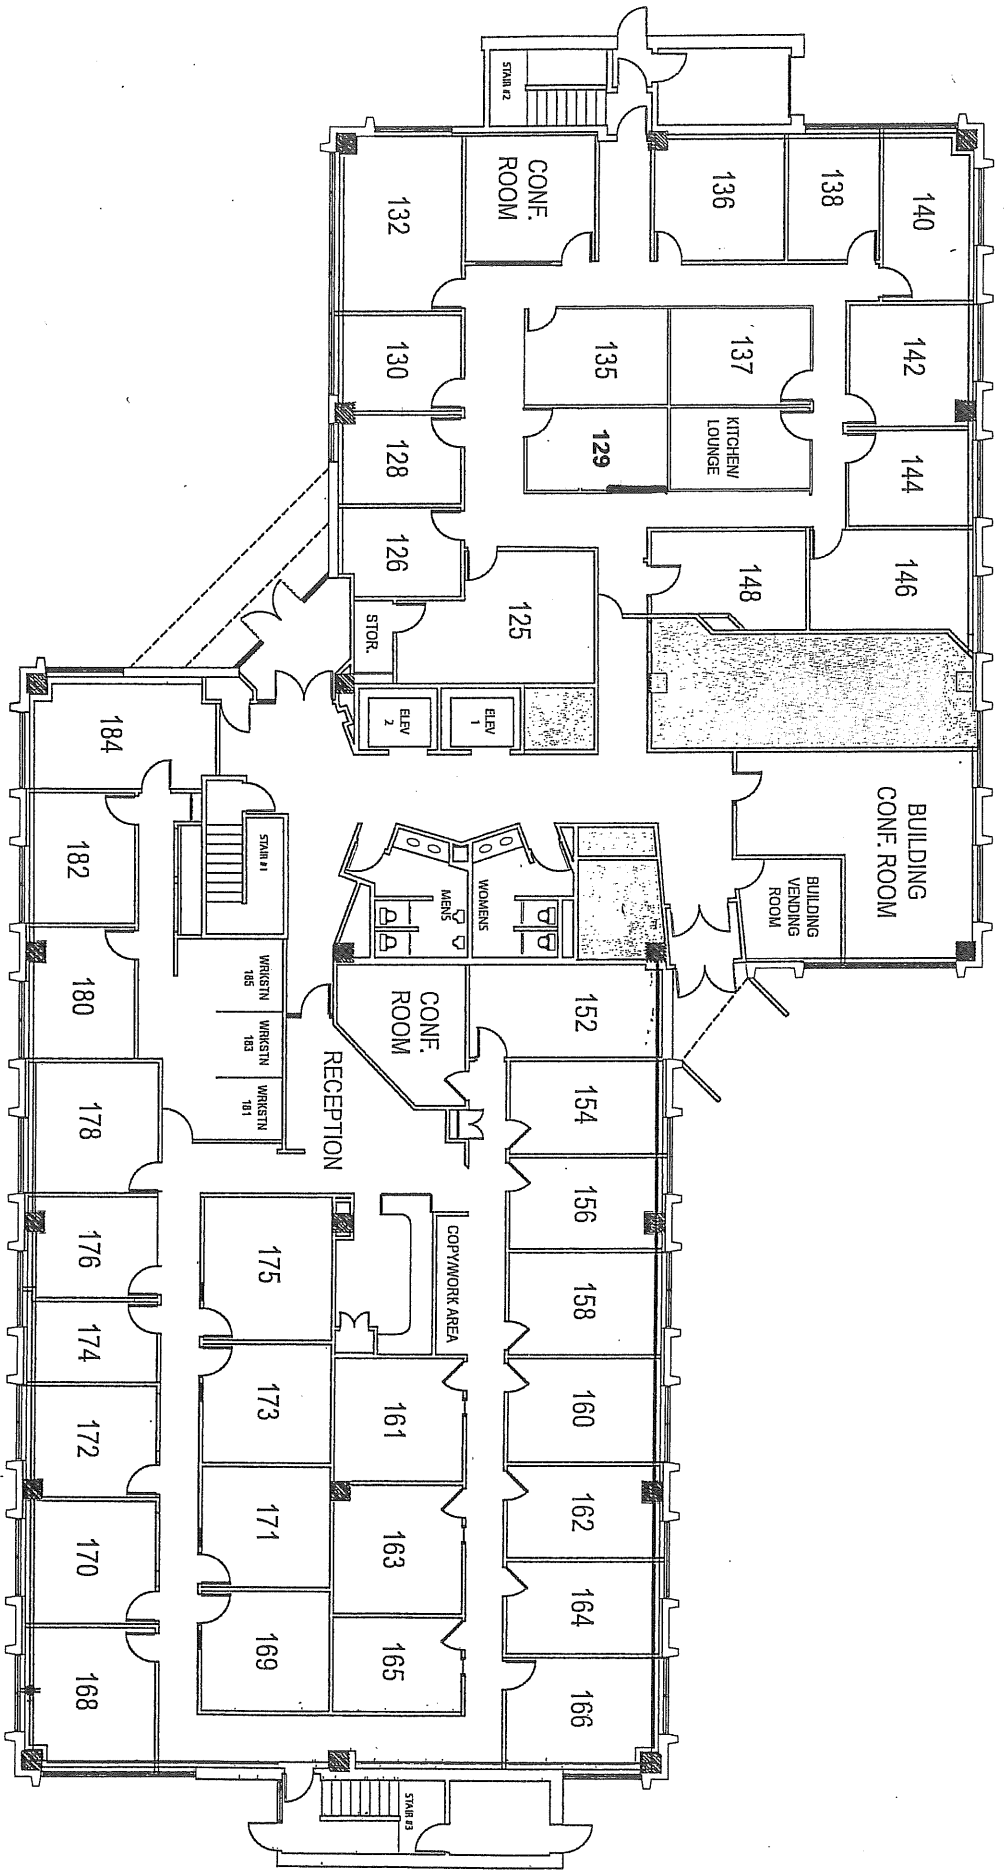 STAIR #2
CONF.
ROOM
132
136
138
140
130
135
137
142
128
129
KITCHEN/
LOUNGE
144
126
125
148
146
STOR.
ELEV
2
ELEV
1
184
BUILDING
CONF. ROOM
182
STAIR #1
MENS
WOMENS
BUILDING
VENDING
ROOM
180
WRKSTN
185
WRKSTN
183
WRKSTN
181
CONF.
ROOM
152
RECEPTION
178
154
176
175
COPY/WORK AREA
156
174
158
173
161
160
172
171
163
162
170
164
169
165
168
166
STAIR #3